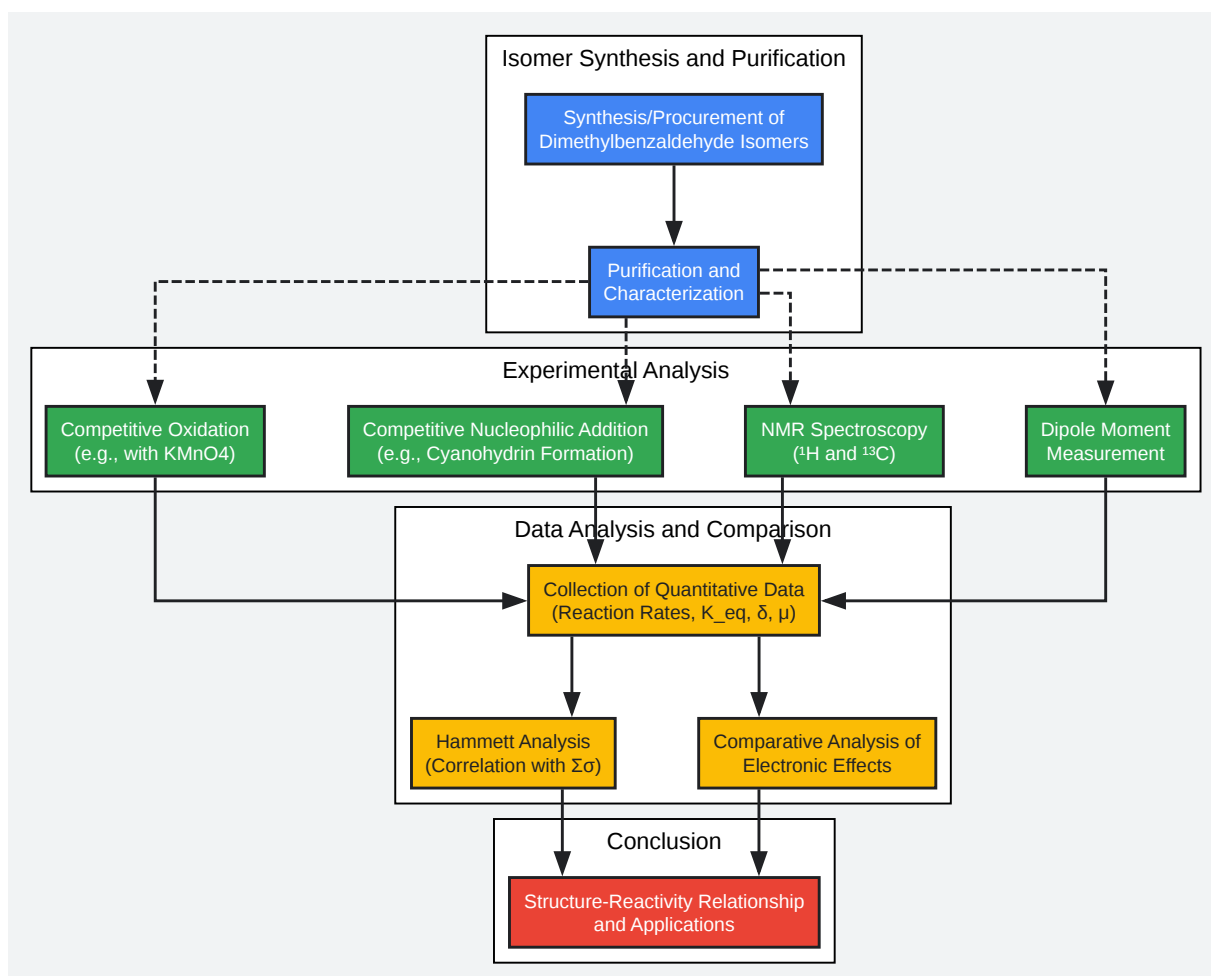 Isomer Synthesis and Purification
Synthesis/Procurement of
Dimethylbenzaldehyde Isomers
Purification and
Characterization
Experimental Analysis
Competitive Oxidation
(e.g., with KMnO4)
Competitive Nucleophilic Addition
(e.g., Cyanohydrin Formation)
NMR Spectroscopy
(¹H and ¹³C)
Dipole Moment
Measurement
Data Analysis and Comparison
Collection of Quantitative Data
(Reaction Rates, K_eq, δ, μ)
Hammett Analysis
(Correlation with Σσ)
Comparative Analysis of
Electronic Effects
Conclusion
Structure-Reactivity Relationship
and Applications